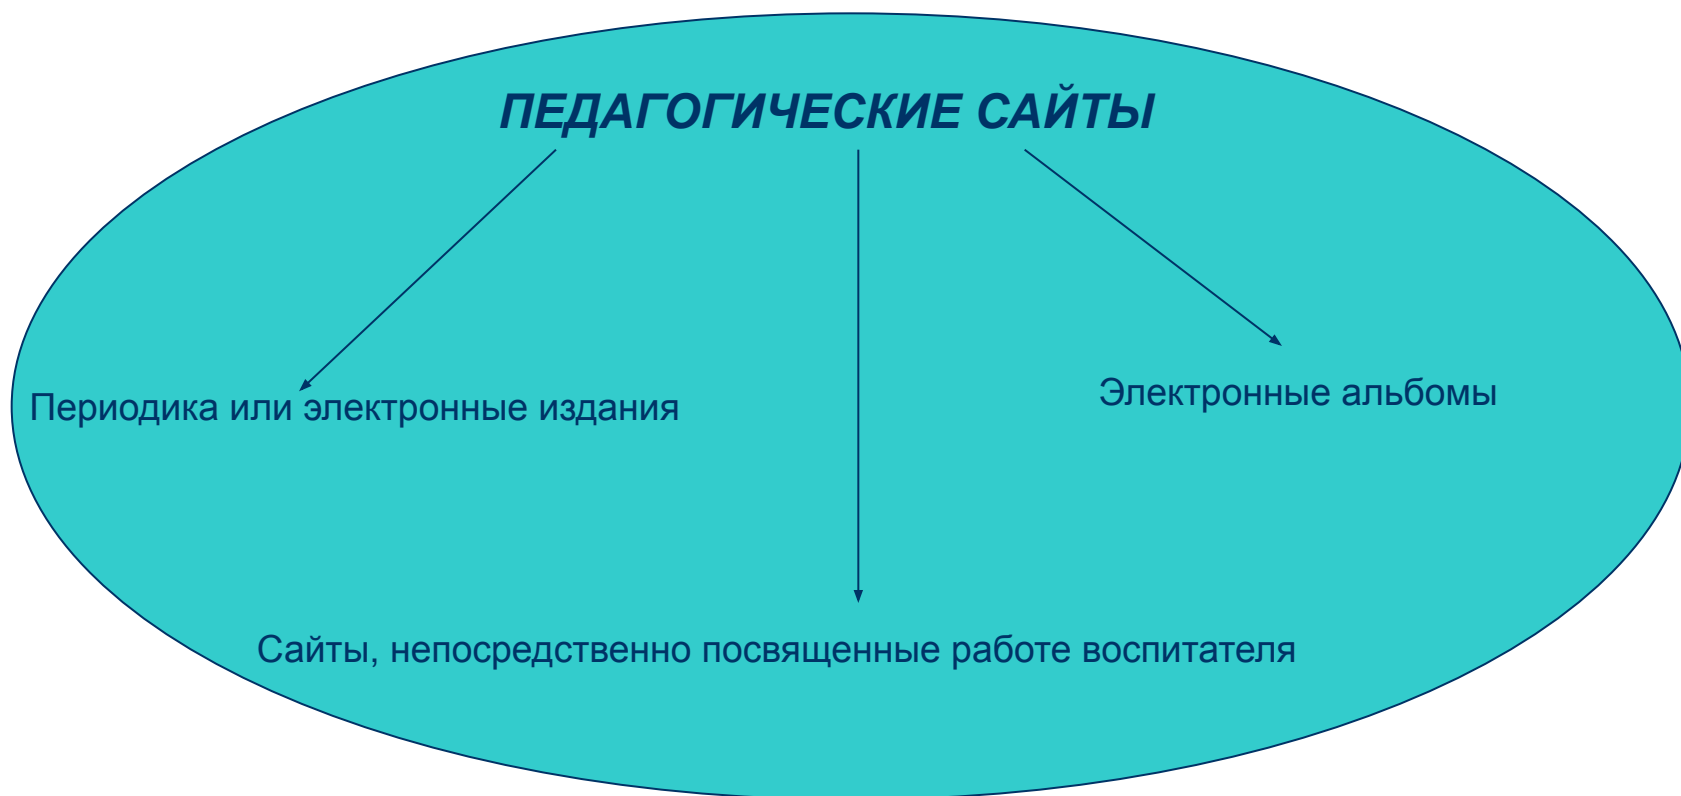 ПЕДАГОГИЧЕСКИЕ САЙТЫ
Периодика или электронные издания
Электронные альбомы
Сайты, непосредственно посвященные работе воспитателя